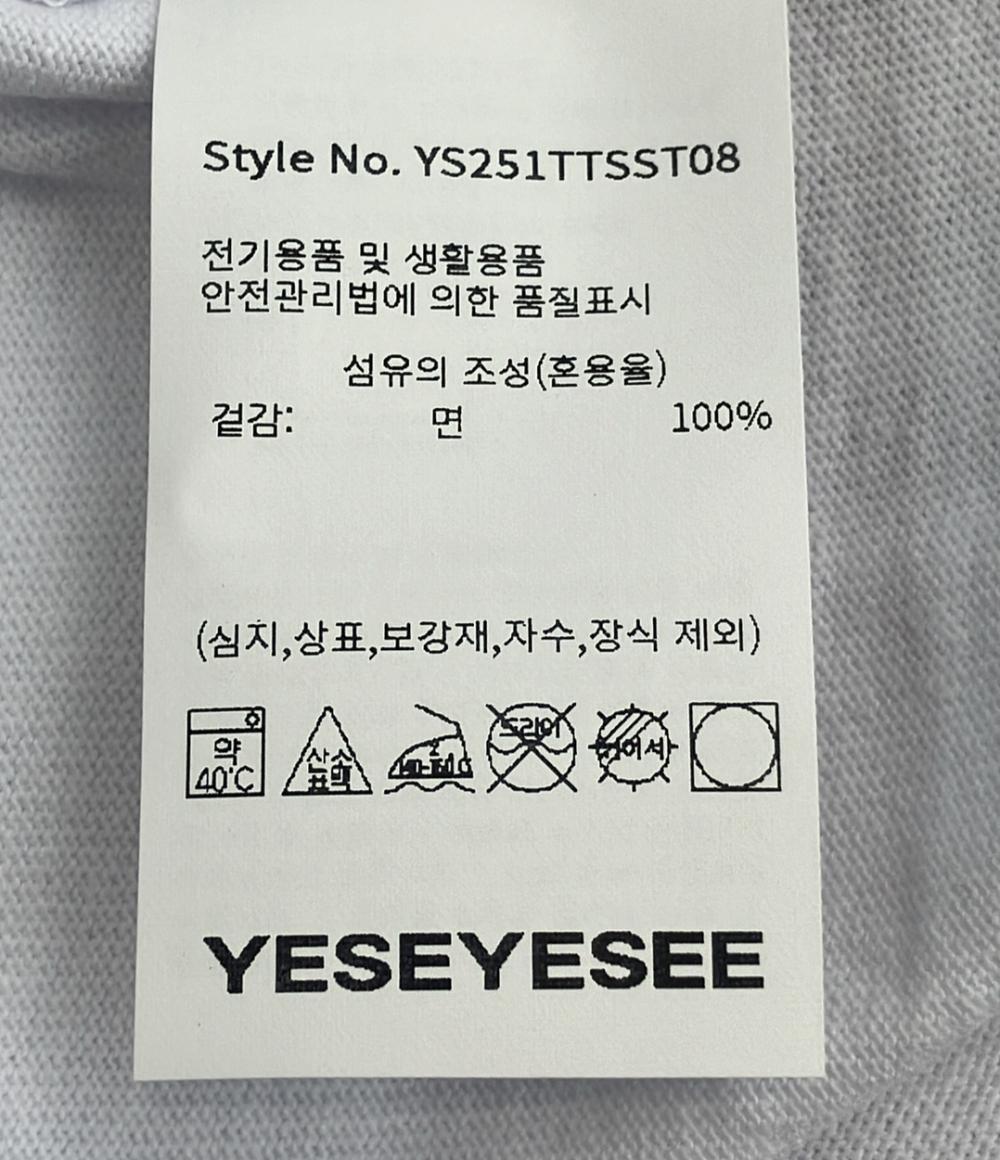 Style No. YS251TTSST08
전기용품 및 생활용품
안전관리법에 의한 품질표시
섬유의 조성(혼용율)
겉감: 면 100%
(심치,상표,보강재,자수,장식 제외)
약
40℃
산소
표백
드라이
YESEYESEE